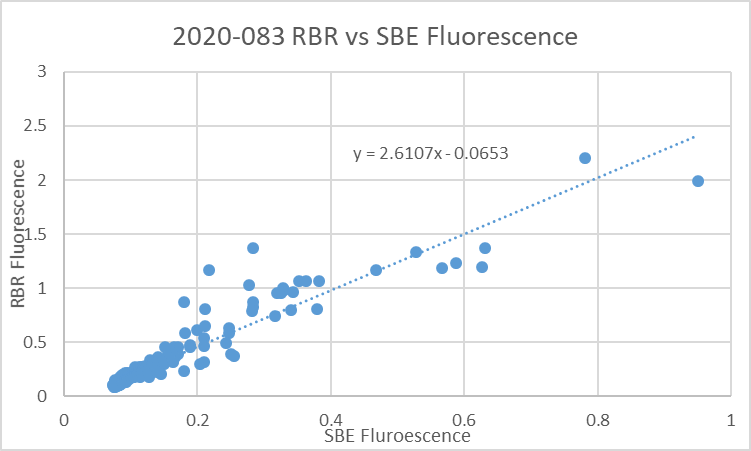 2020-083 RBR vs SBE Fluorescence
3
2.5
2
1.5
1
0.5
0
RBR Fluorescence
y = 2.6107x - 0.0653
0 0.2 0.4 0.6 0.8 1
SBE Fluroescence